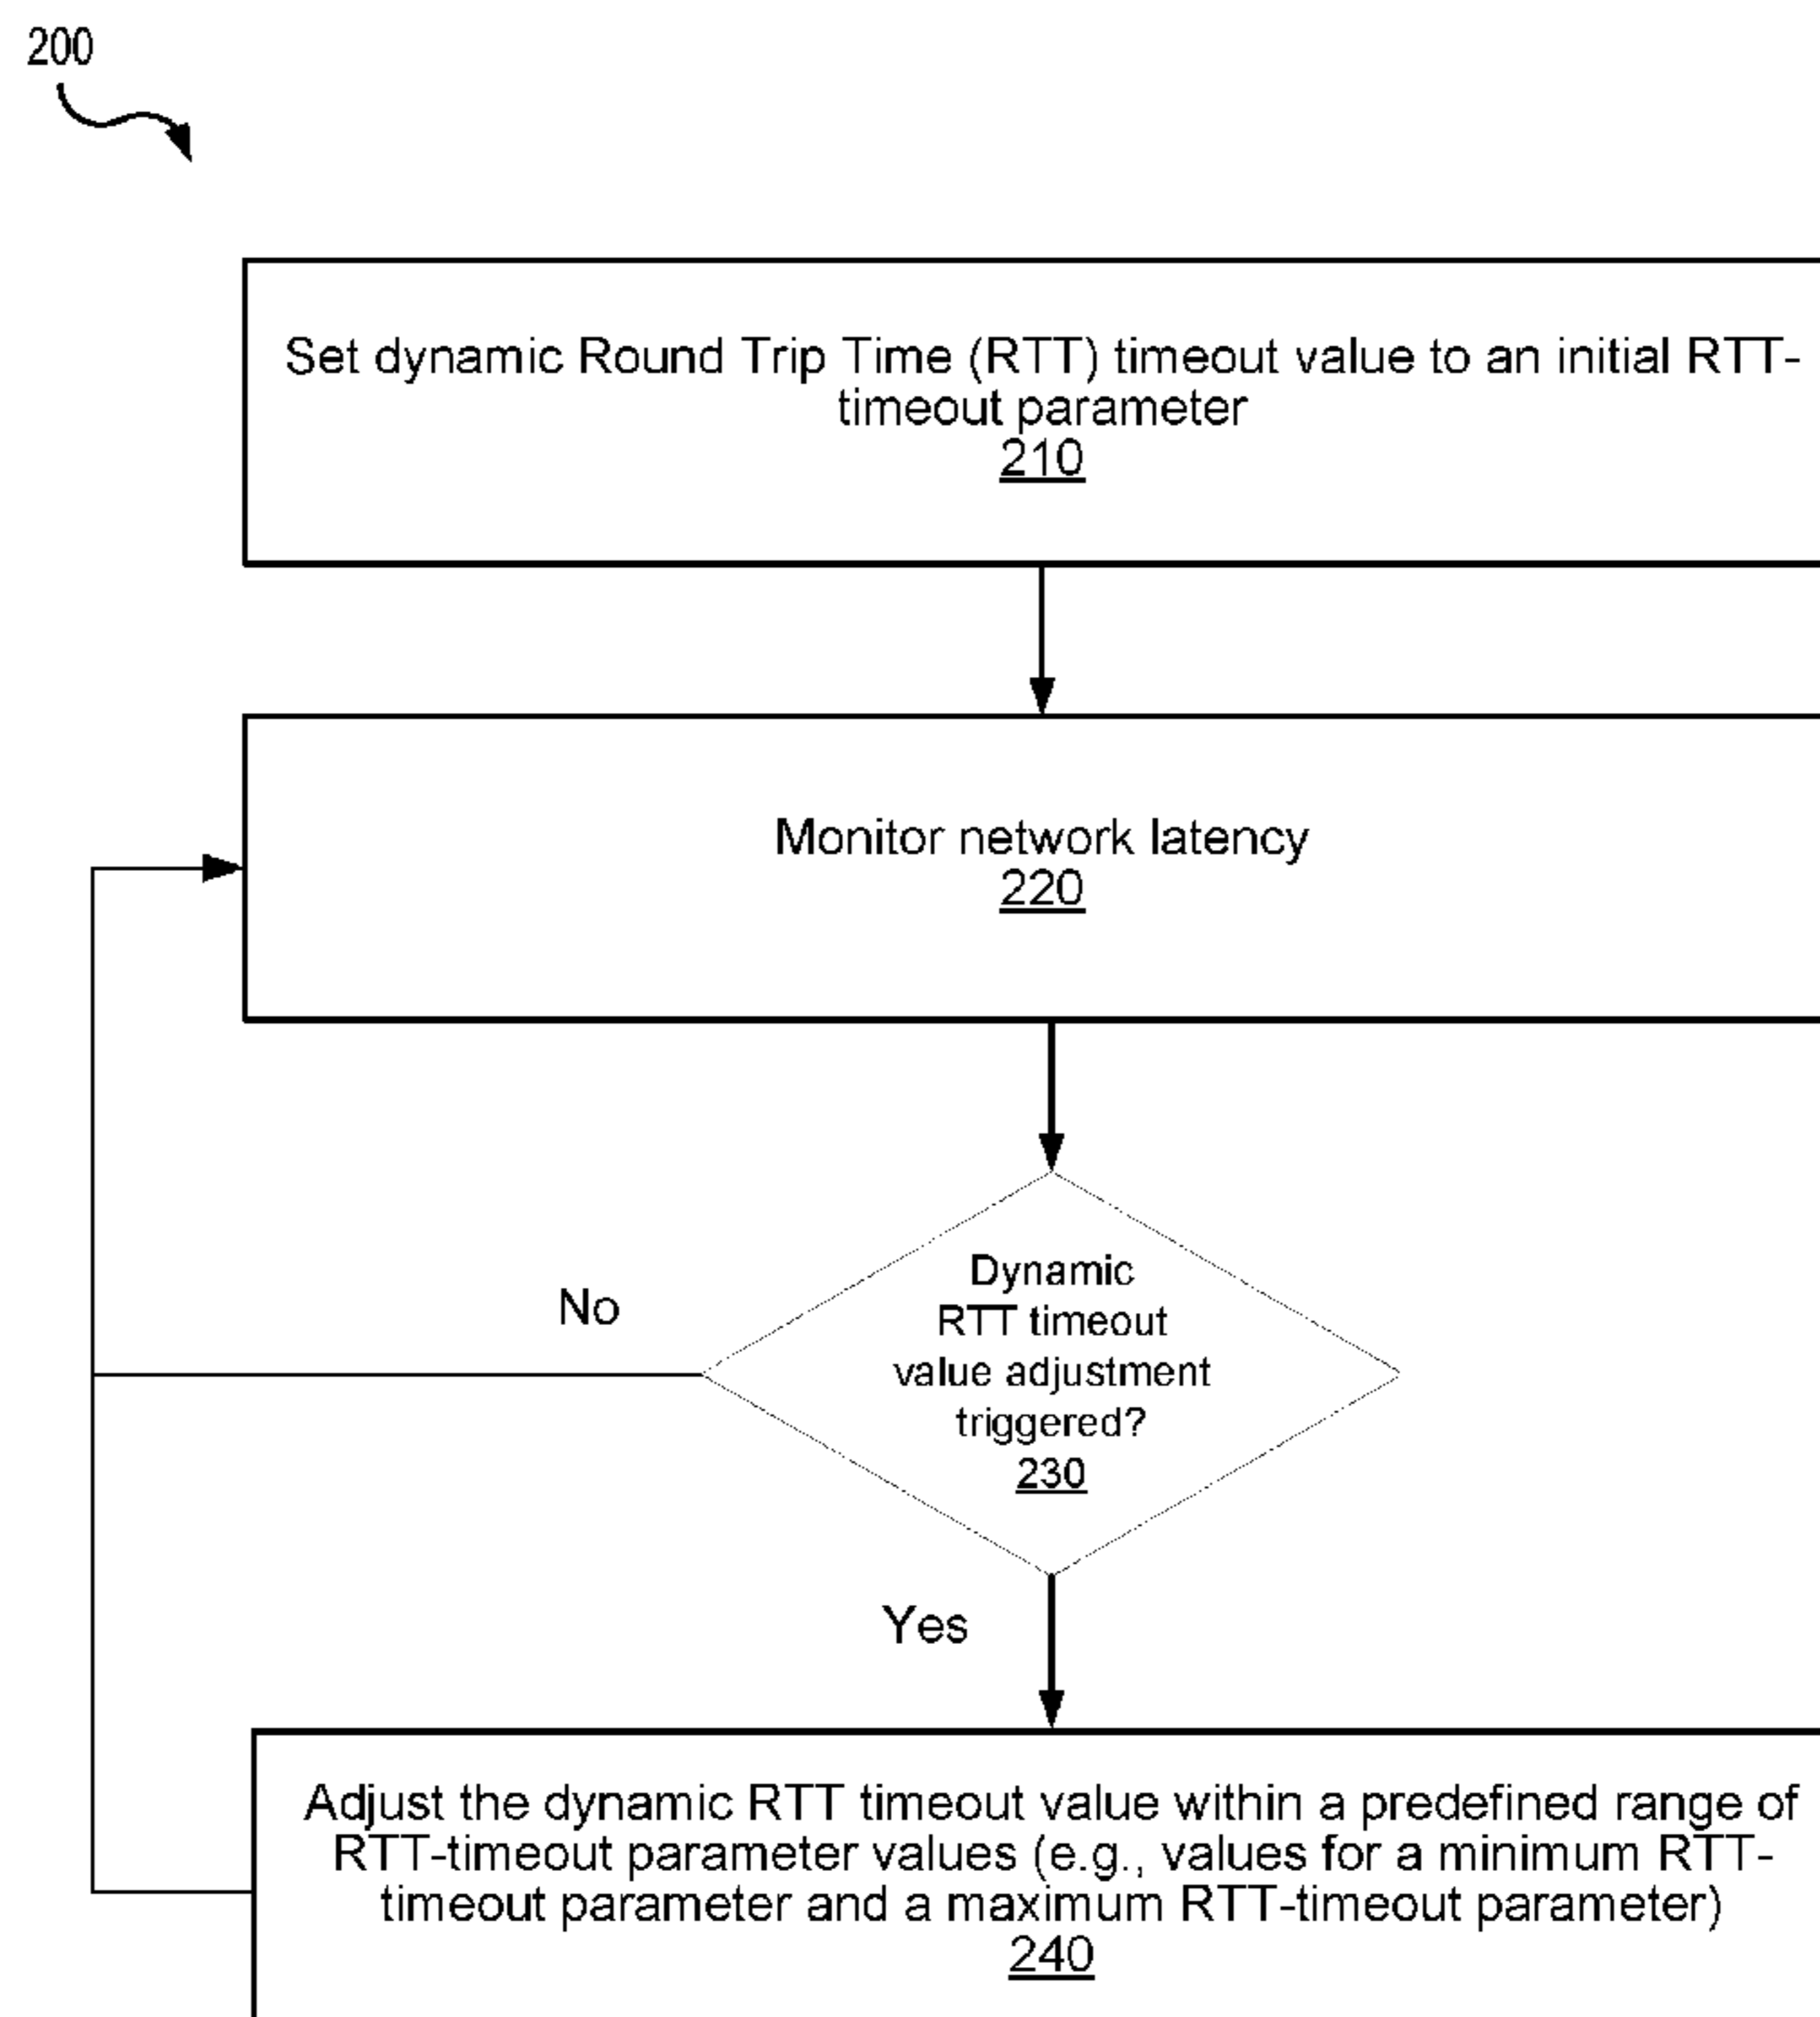 200
Set dynamic Round Trip Time (RTT) timeout value to an initial RTT-
timeout parameter
210
Monitor network latency
220
Dynamic
RTT timeout
value adjustment
triggered?
230
No
Yes
Adjust the dynamic RTT timeout value within a predefined range of
RTT-timeout parameter values (e.g., values for a minimum RTT-
timeout parameter and a maximum RTT-timeout parameter)
240